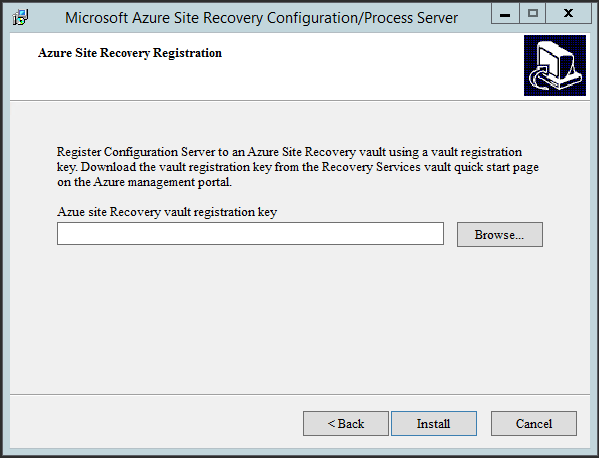 Microsoft Azure Site Recovery Configuration/Process Server
Azure Site Recovery Registration
Register Configuration Server to an Azure Site Recovery vault using a vault registration
key. Download the vault registration key from the Recovery Services vault quick start page
on the Azure management portal.
Azue site Recovery vault registration key
Browse...
< Back
Install
Cancel